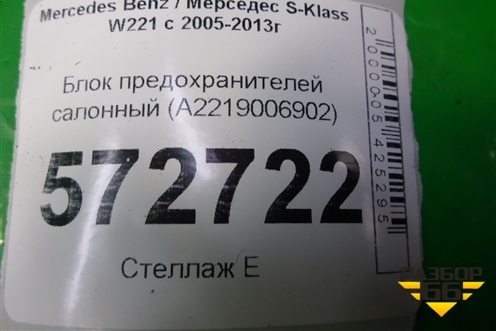 Mercedes Benz / Мерседес S-Klass
W221 с 2005-2013г
Блок предохранителей
салонный (A2219006902)
572722
Стеллаж Е
2000005425295
РАЗБОР
66